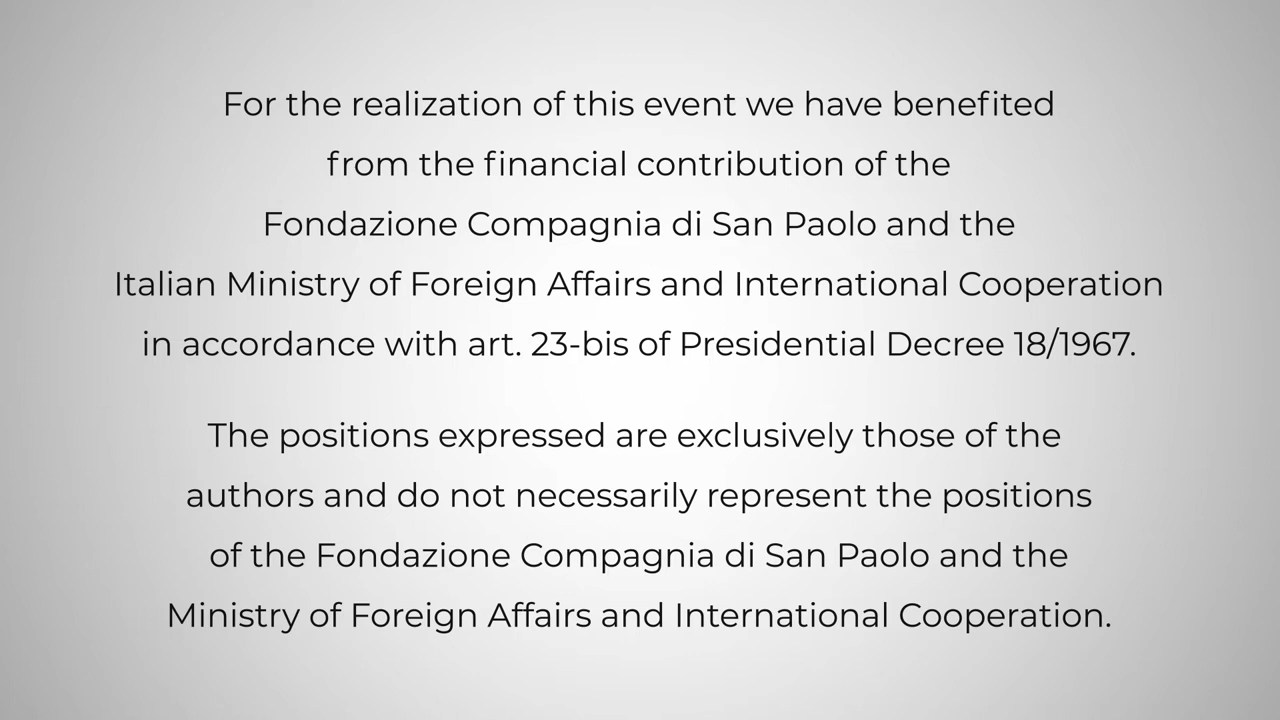 For the realization of this event we have benefited
from the financial contribution of the
Fondazione Compagnia di San Paolo and the
Italian Ministry of Foreign Affairs and International Cooperation
in accordance with art. 23-bis of Presidential Decree 18/1967.
The positions expressed are exclusively those of the
authors and do not necessarily represent the positions
of the Fondazione Compagnia di San Paolo and the
Ministry of Foreign Affairs and International Cooperation.